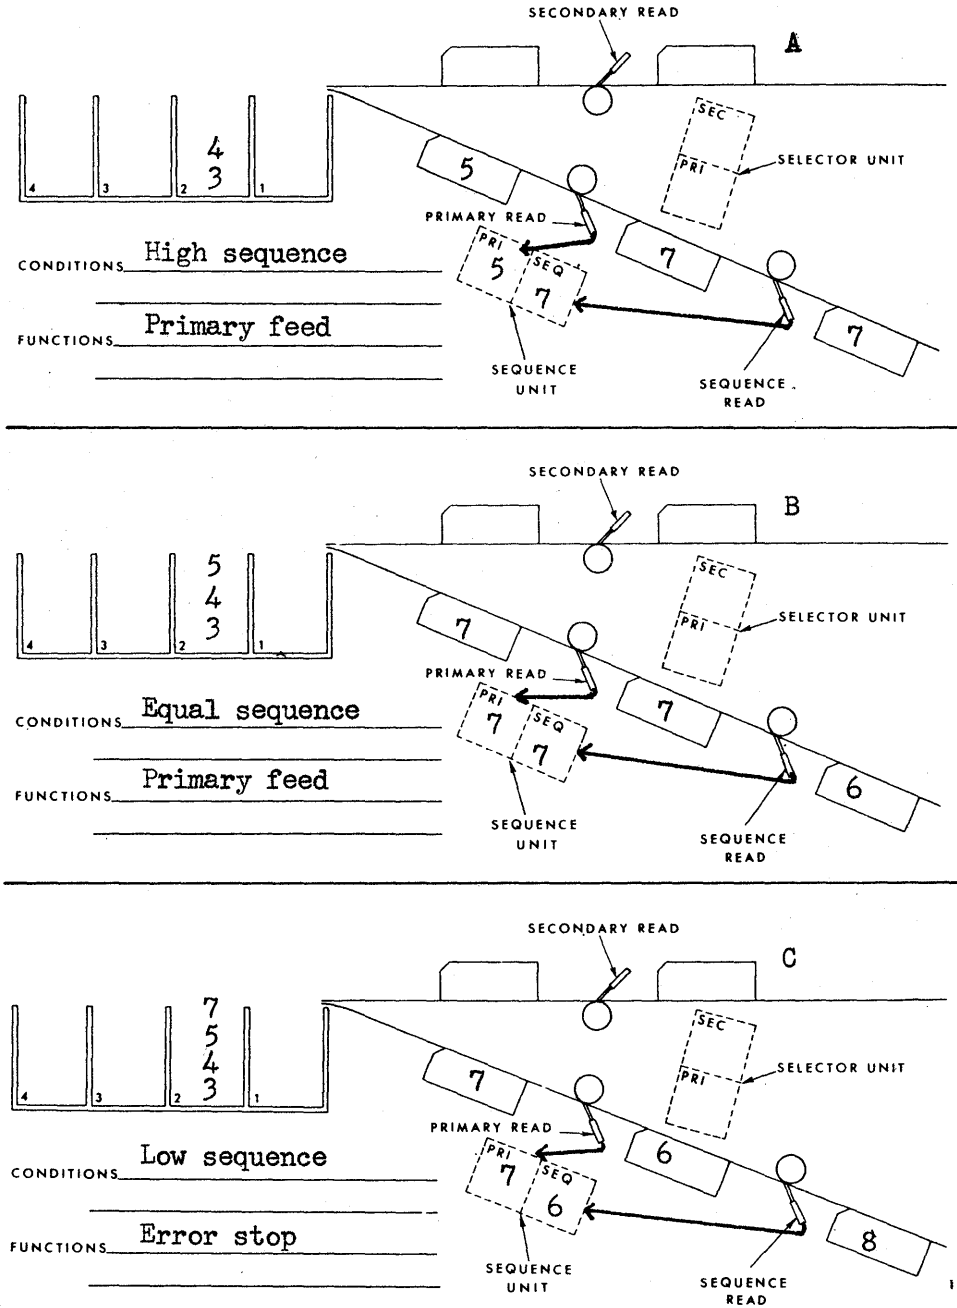 SECONDARY READ
A
SEC
PRI
SELECTOR UNIT
4
3
4 3 2 1
5
PRIMARY READ
7
PRI
5
SEQ
7
7
CONDITIONS High sequence
FUNCTIONS Primary feed
SEQUENCE
UNIT
SEQUENCE
READ
SECONDARY READ
B
SEC
PRI
SELECTOR UNIT
5
4
3
4 3 2 1
7
PRIMARY READ
7
PRI
7
SEQ
7
6
CONDITIONS Equal sequence
FUNCTIONS Primary feed
SEQUENCE
UNIT
SEQUENCE
READ
SECONDARY READ
C
SEC
PRI
SELECTOR UNIT
7
5
4
3
4 3 2 1
7
PRIMARY READ
6
PRI
7
SEQ
6
8
CONDITIONS Low sequence
FUNCTIONS Error stop
SEQUENCE
UNIT
SEQUENCE
READ